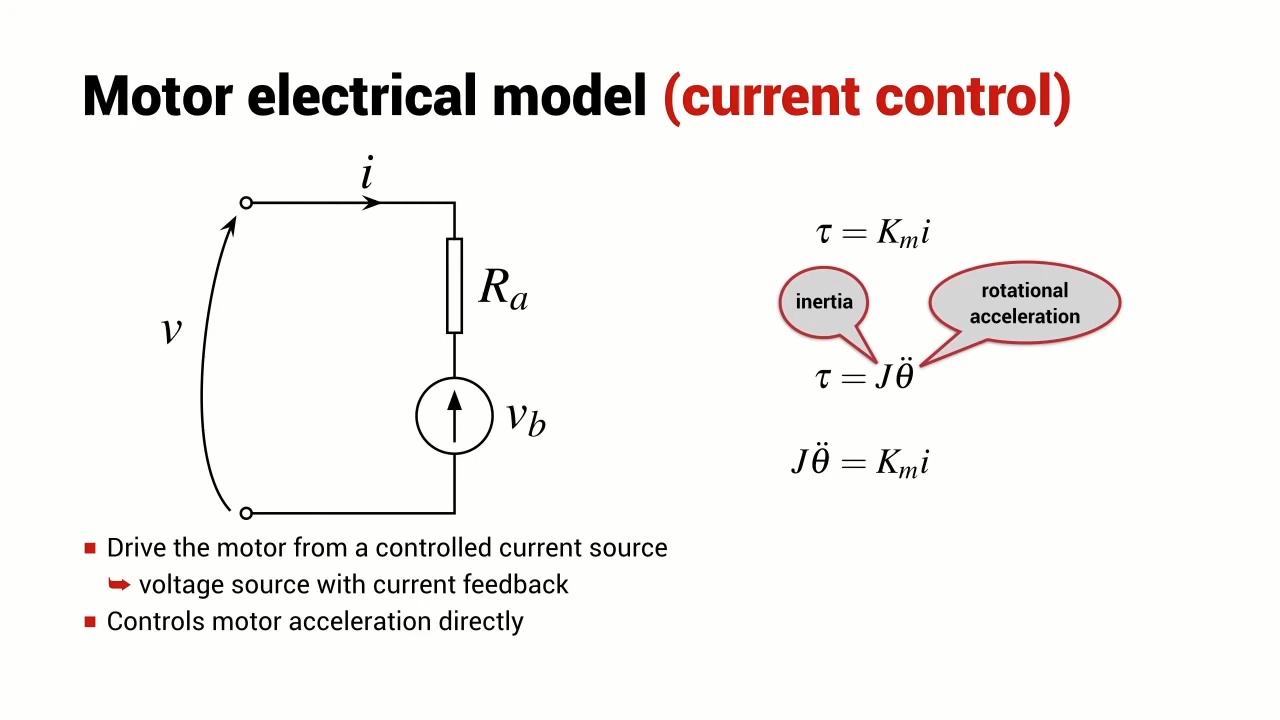 Motor electrical model (current control)
i
v
Rₐ
v_b
τ = Kₘi
inertia
rotational
acceleration
τ = Jθ̈
Jθ̈ = Kₘi
■ Drive the motor from a controlled current source
➥ voltage source with current feedback
■ Controls motor acceleration directly